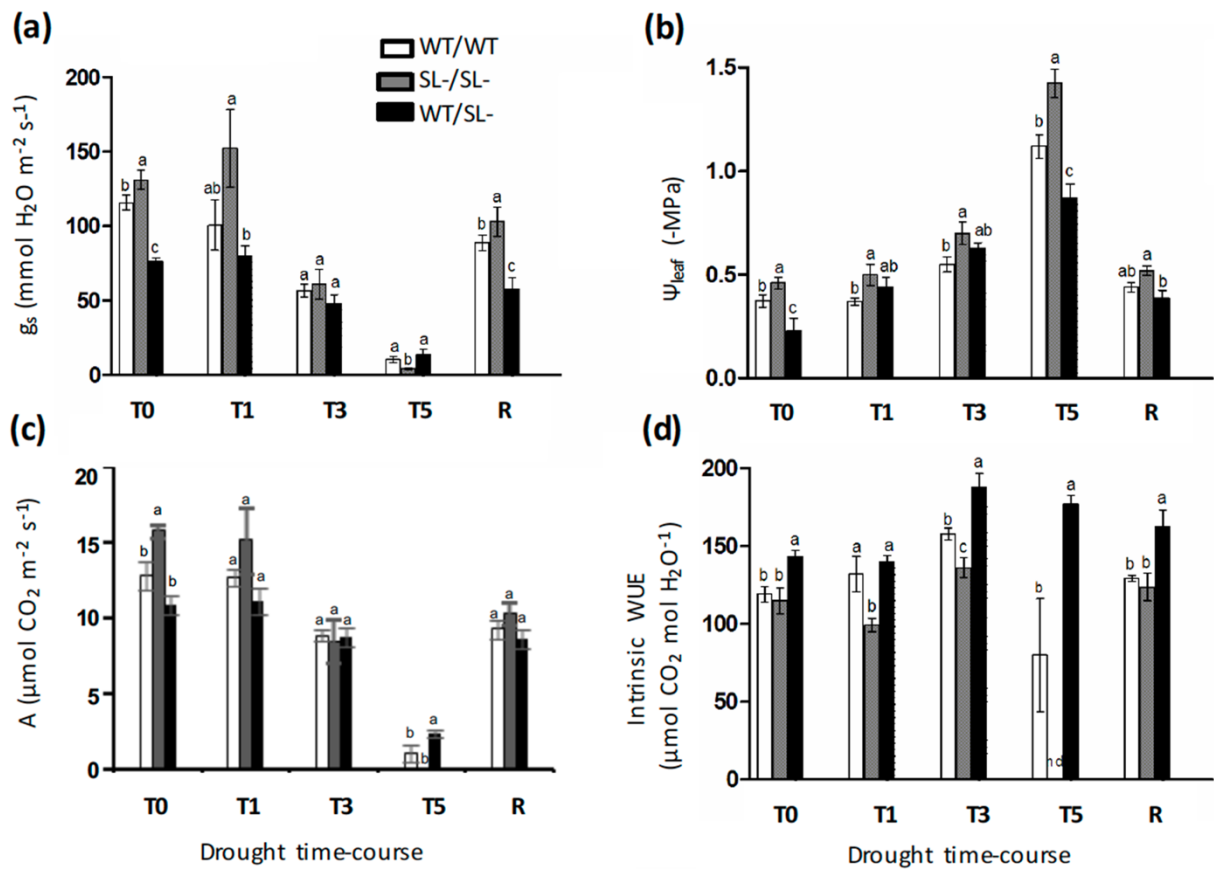 (a)
WT/WT
SL-/SL-
WT/SL-
gs (mmol H2O m-2 s-1)
200
150
100
50
0
b a c
ab a b
a a a
a b a
b a c
T0 T1 T3 T5 R
(b)
Ψleaf (-MPa)
1.5
1.0
0.5
0.0
b a c
b a ab
b a ab
b a c
ab a b
T0 T1 T3 T5 R
(c)
A (µmol CO2 m-2 s-1)
20
15
10
5
0
b a b
a a a
a a a
b b a
a a a
T0 T1 T3 T5 R
Drought time-course
(d)
Intrinsic WUE
(µmol CO2 mol H2O-1)
200
150
100
50
0
b b a
a b a
b c a
b nd a
b b a
T0 T1 T3 T5 R
Drought time-course